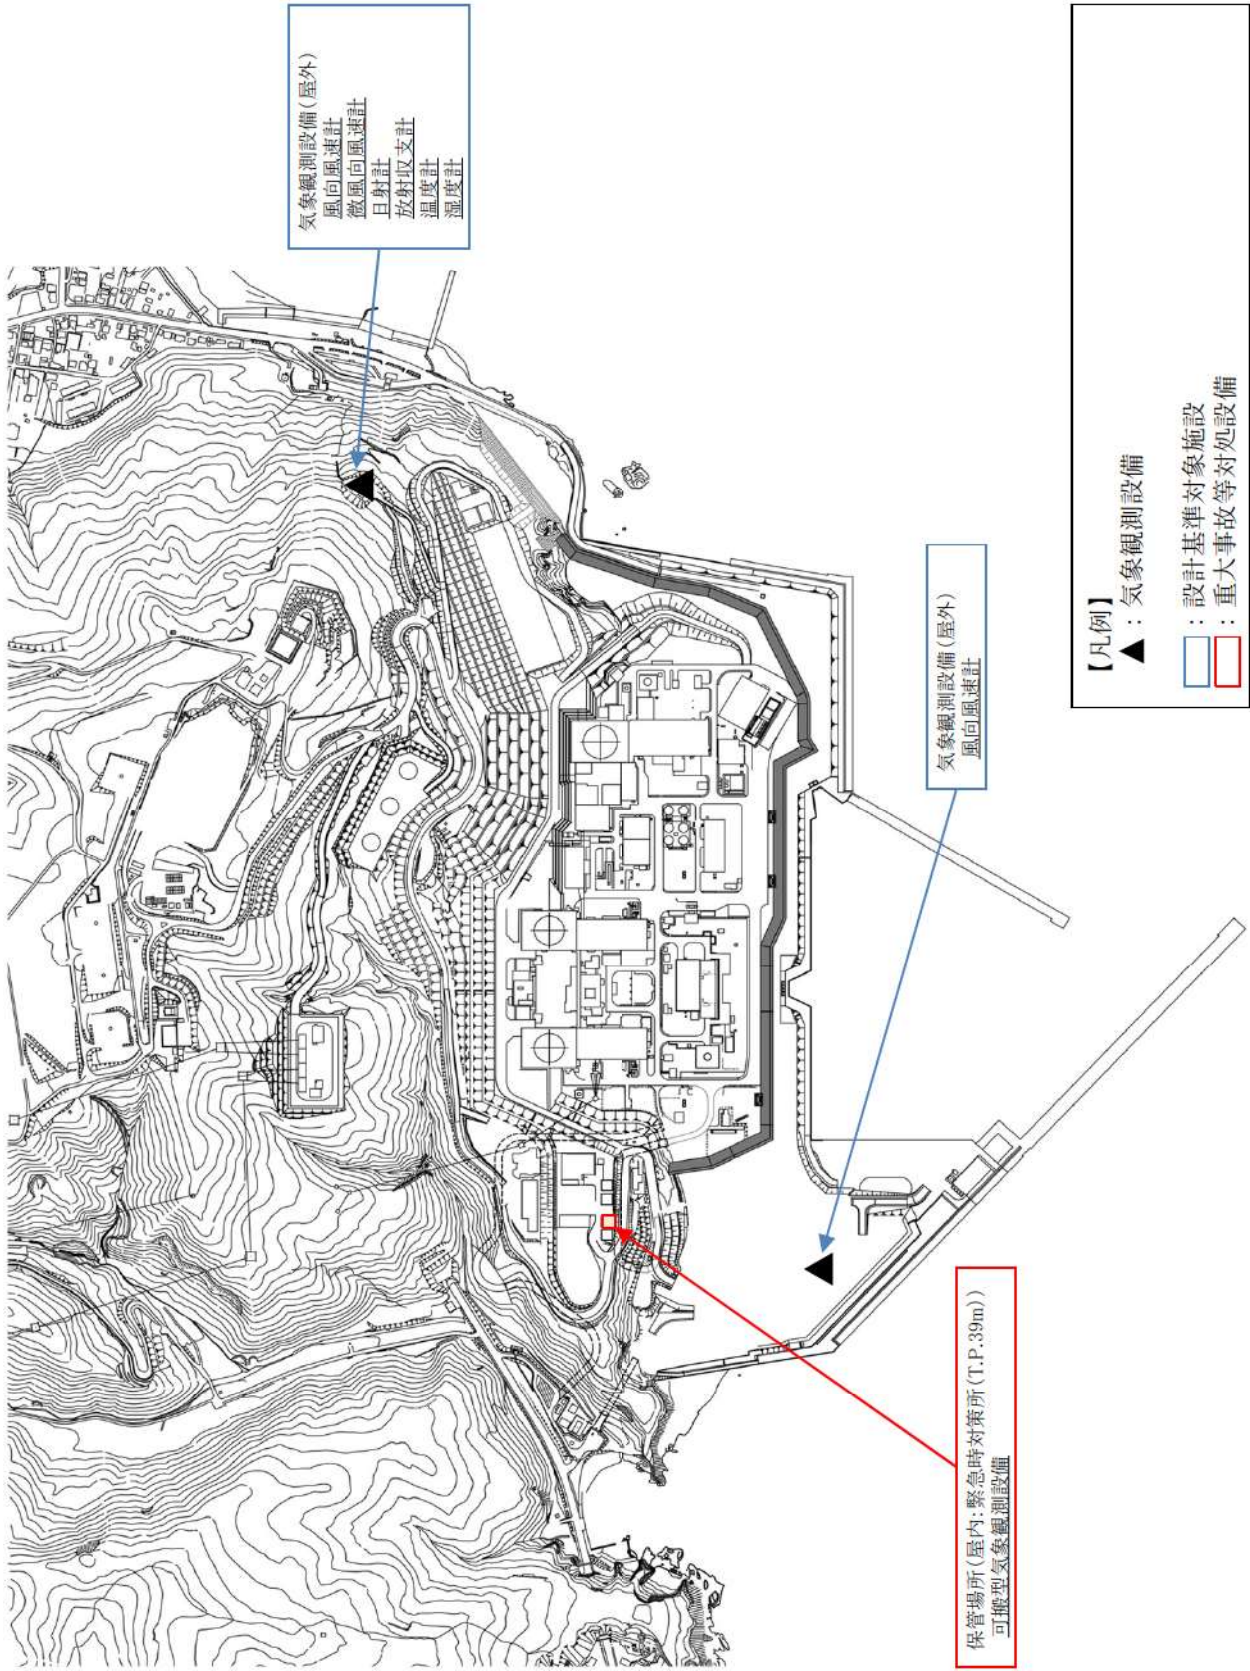 気象観測設備(屋外)
風向風速計
微風向風速計
日射計
放射収支計
温度計
湿度計
気象観測設備(屋外)
風向風速計
保管場所(屋内:緊急時対策所(T.P.39m))
可搬型気象観測設備
【凡例】
▲:気象観測設備
:設計基準対象施設
:重大事故等対処設備